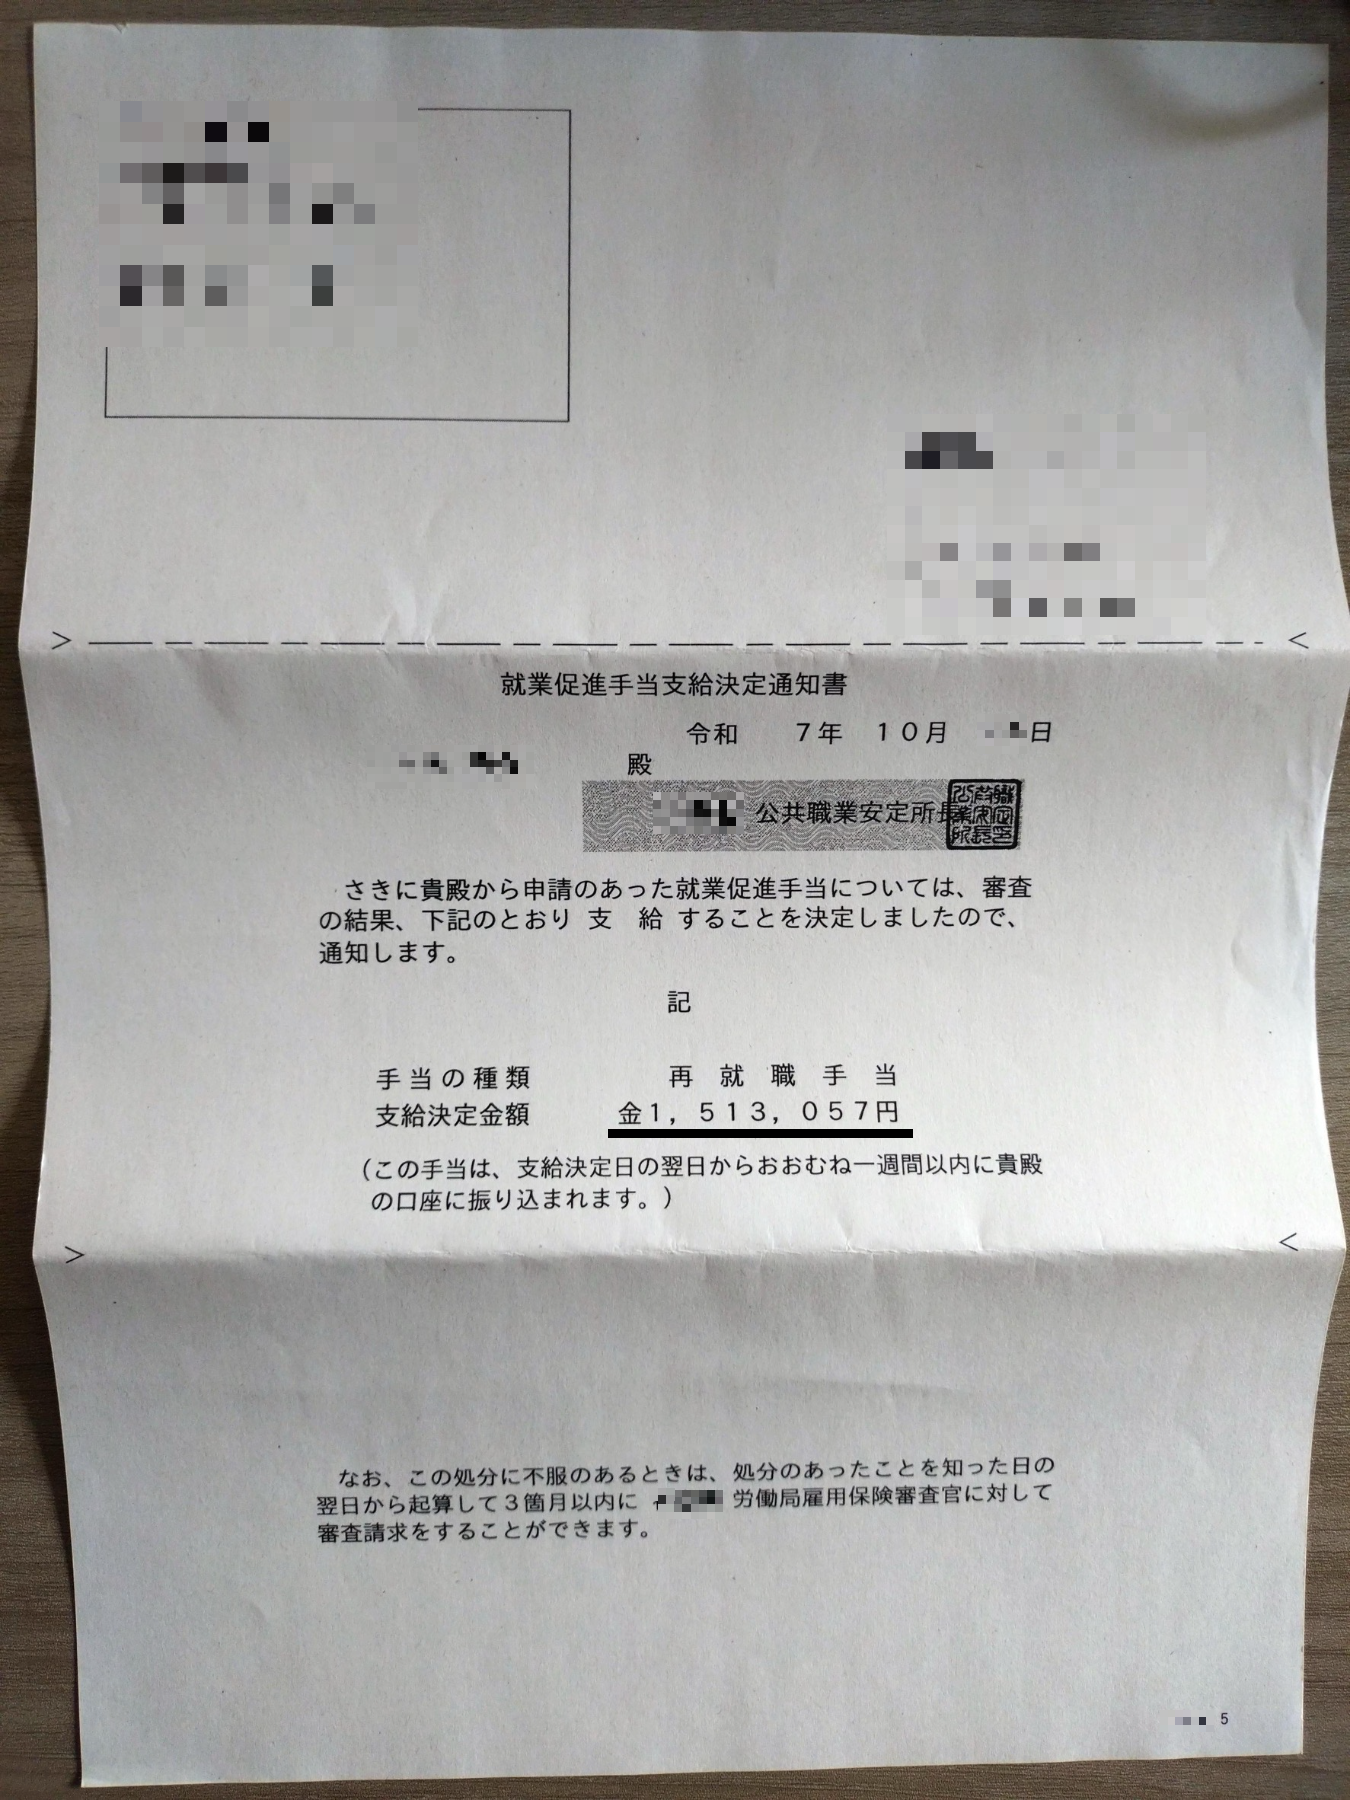 就業促進手当支給決定通知書
令和 7年 10月 日
殿
公共職業安定所長
さきに貴殿から申請のあった就業促進手当については、審査
の結果、下記のとおり 支 給 することを決定しましたので、
通知します。
記
手当の種類 再就職手当
支給決定金額 金1,513,057円
(この手当は、支給決定日の翌日からおおむね一週間以内に貴殿
の口座に振り込まれます。)
なお、この処分に不服のあるときは、処分のあったことを知った日の
翌日から起算して3箇月以内に 労働局雇用保険審査官に対して
審査請求をすることができます。
5